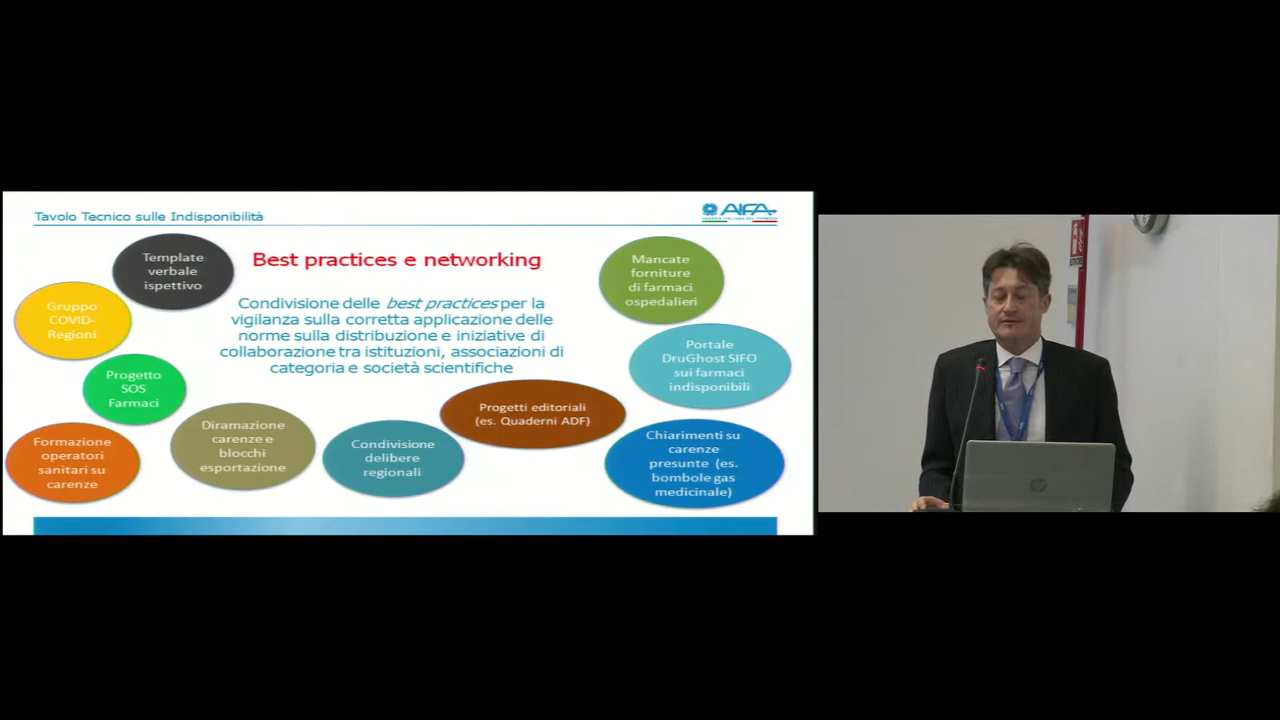 Tavolo Tecnico sulle Indisponibilità
AIFA
Best practices e networking
Condivisione delle best practices per la
vigilanza sulla corretta applicazione delle
norme sulla distribuzione e iniziative di
collaborazione tra istituzioni, associazioni di
categoria e società scientifiche
Template
verbale
ispettivo
Gruppo
COVID-
Regioni
Progetto
SOS
Farmaci
Formazione
operatori
sanitari su
carenze
Diramazione
carenze e
blocchi
esportazione
Condivisione
delibere
regionali
Progetti editoriali
(es. Quaderni ADF)
Mancate
forniture
di farmaci
ospedalieri
Portale
DruGhost SIFO
sui farmaci
indisponibili
Chiarimenti su
carenze
presunte (es.
bombole gas
medicinale)
hp